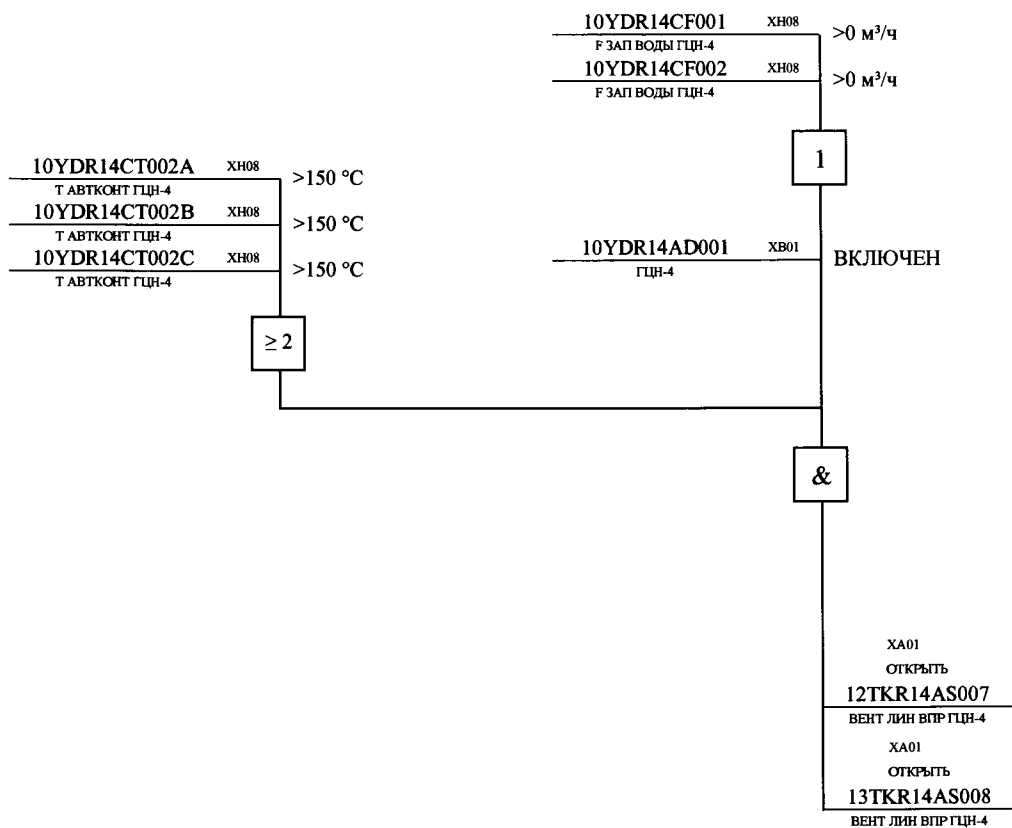 10YDR14CF001 XH08 >0 м³/ч
F ЗАП ВОДЫ ГЦН-4
10YDR14CF002 XH08 >0 м³/ч
F ЗАП ВОДЫ ГЦН-4
1
10YDR14CT002A XH08 >150 °C
Т АВТКОНТ ГЦН-4
10YDR14CT002B XH08 >150 °C
Т АВТКОНТ ГЦН-4
10YDR14CT002C XH08 >150 °C
Т АВТКОНТ ГЦН-4
10YDR14AD001 XB01 ВКЛЮЧЕН
ГЦН-4
≥ 2
&
XA01
ОТКРЫТЬ
12TKR14AS007
ВЕНТ ЛИН ВПР ГЦН-4
XA01
ОТКРЫТЬ
13TKR14AS008
ВЕНТ ЛИН ВПР ГЦН-4